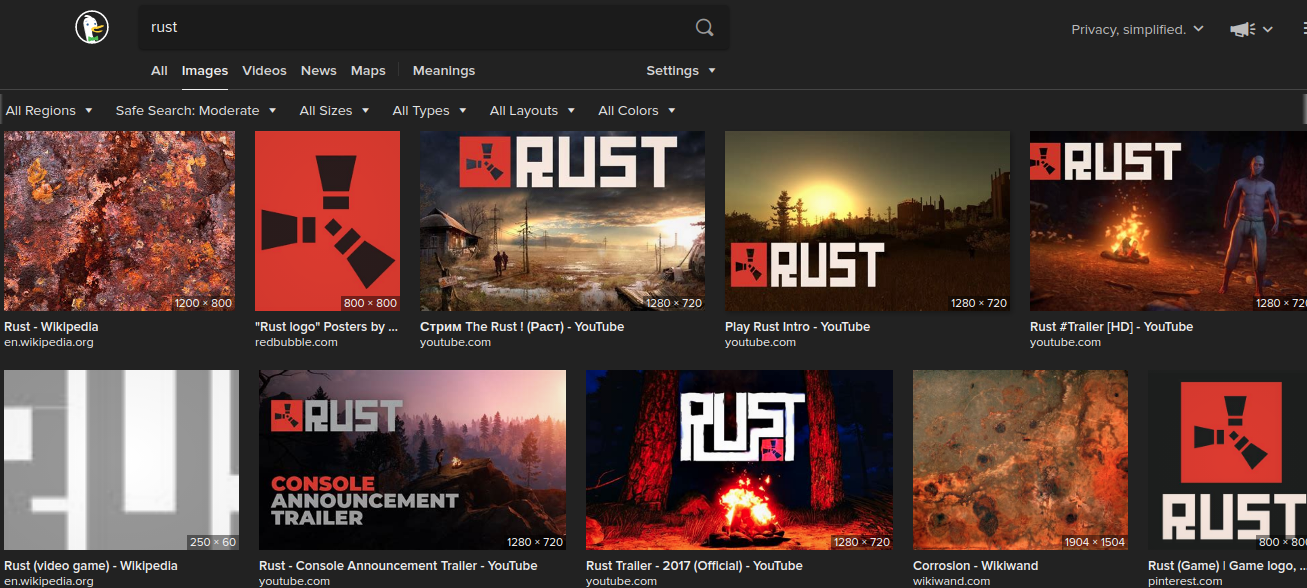 rust
Privacy, simplified.
All Images Videos News Maps Meanings Settings
All Regions Safe Search: Moderate All Sizes All Types All Layouts All Colors
RUST
RUST
RUST
1200 × 800
800 × 800
1280 × 720
1280 × 720
1280 × 720
Rust - Wikipedia
en.wikipedia.org
"Rust logo" Posters by ...
redbubble.com
Стрим The Rust ! (Раст) - YouTube
youtube.com
Play Rust Intro - YouTube
youtube.com
Rust #Trailer [HD] - YouTube
youtube.com
RUST
CONSOLE
ANNOUNCEMENT
TRAILER
RUST
RUST
250 × 60
1280 × 720
1280 × 720
1904 × 1504
800 × 800
Rust (video game) - Wikipedia
en.wikipedia.org
Rust - Console Announcement Trailer - YouTube
youtube.com
Rust Trailer - 2017 (Official) - YouTube
youtube.com
Corrosion - Wikiwand
wikiwand.com
Rust (Game) | Game logo, ...
pinterest.com